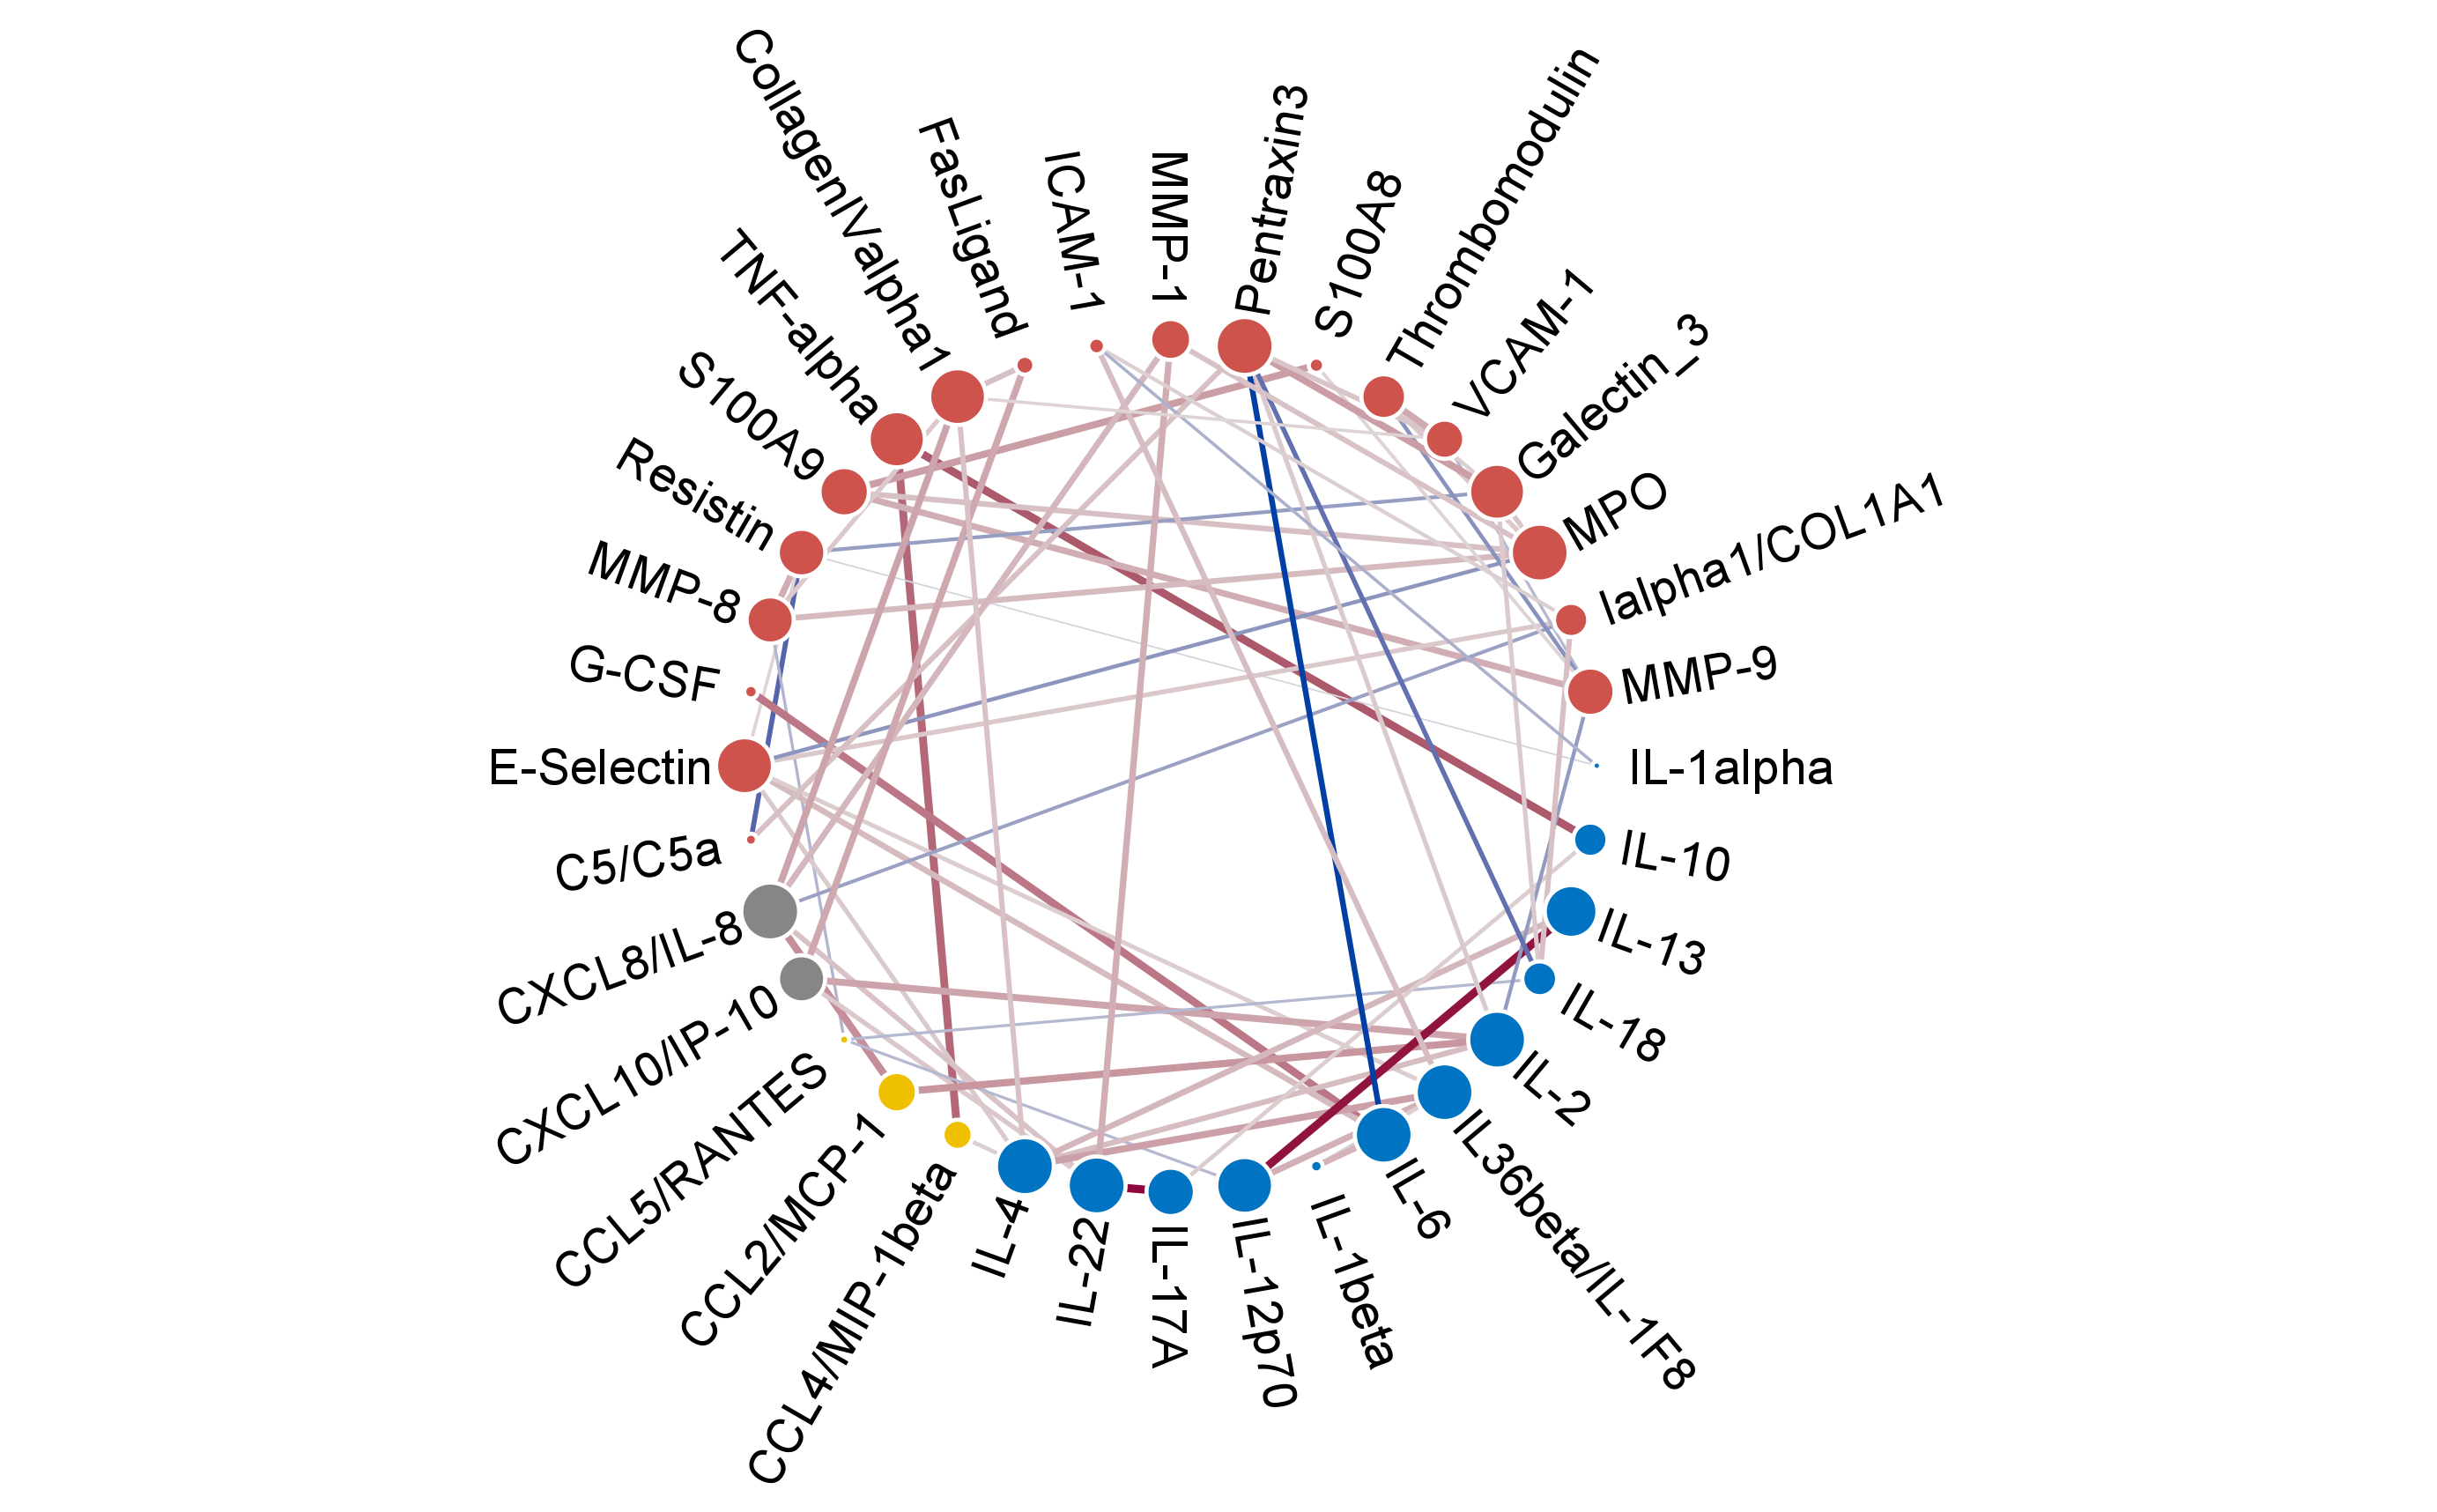 CollagenIV alpha1
FasLigand
ICAM-1
MMP-1
Pentraxin3
S100A8
Thrombomodulin
VCAM-1
Galectin_3
MPO
Ialpha1/COL1A1
MMP-9
IL-1alpha
IL-10
IL-13
IL-18
IL-2
IL36beta/IL-1F8
IL-6
IL-1beta
IL-12p70
IL-17A
IL-22
IL-4
CCL4/MIP-1beta
CCL2/MCP-1
CCL5/RANTES
CXCL10/IP-10
CXCL8/IL-8
C5/C5a
E-Selectin
G-CSF
MMP-8
Resistin
S100A9
TNF-alpha